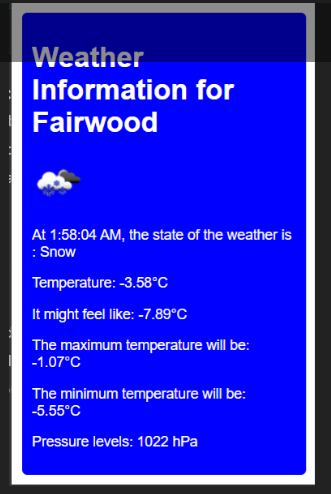 Weather
Information for
Fairwood
At 1:58:04 AM, the state of the weather is
: Snow
Temperature: -3.58°C
It might feel like: -7.89°C
The maximum temperature will be:
-1.07°C
The minimum temperature will be:
-5.55°C
Pressure levels: 1022 hPa